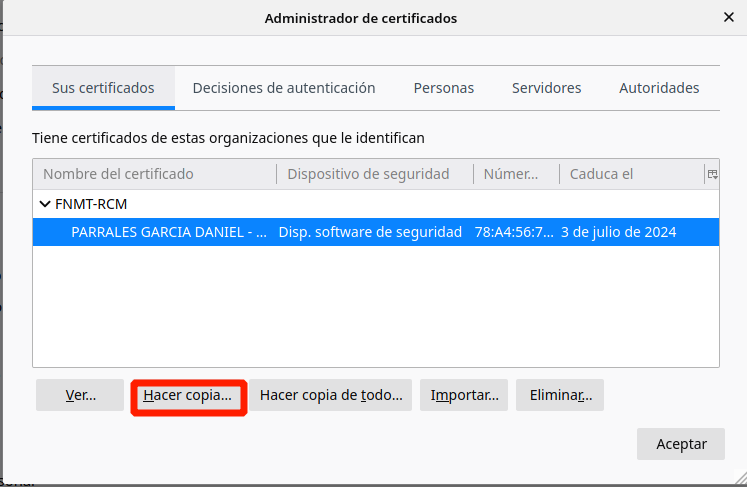 Administrador de certificados
Sus certificados Decisiones de autenticación Personas Servidores Autoridades
Tiene certificados de estas organizaciones que le identifican
Nombre del certificado Dispositivo de seguridad Númer... Caduca el
FNMT-RCM
PARRALES GARCIA DANIEL - ... Disp. software de seguridad 78:A4:56:7... 3 de julio de 2024
Ver... Hacer copia... Hacer copia de todo... Importar... Eliminar...
Aceptar